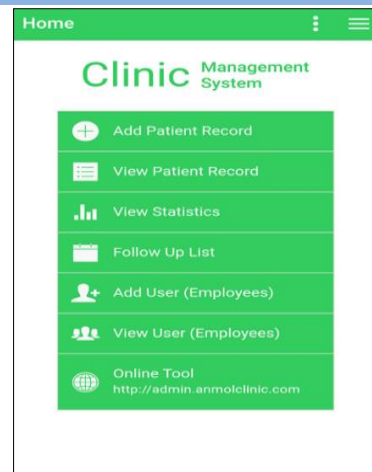 Home
Clinic Management
System
Add Patient Record
View Patient Record
View Statistics
Follow Up List
Add User (Employees)
View User (Employees)
Online Tool
http://admin.anmolclinic.com